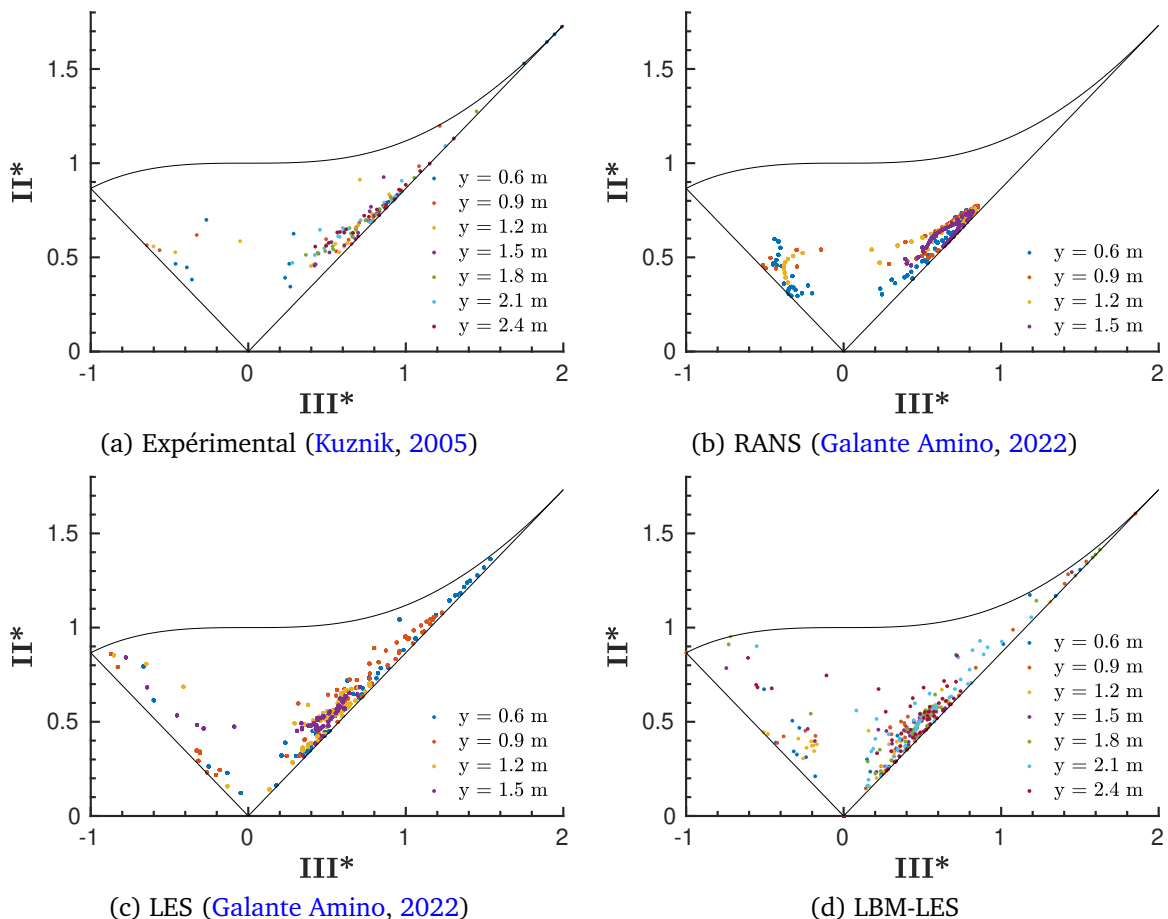 1.5
1
0.5
0
II*
-1
0
1
2
III*
y = 0.6 m
y = 0.9 m
y = 1.2 m
y = 1.5 m
y = 1.8 m
y = 2.1 m
y = 2.4 m
(a) Expérimental (Kuznik, 2005)
1.5
1
0.5
0
II*
-1
0
1
2
III*
y = 0.6 m
y = 0.9 m
y = 1.2 m
y = 1.5 m
(b) RANS (Galante Amino, 2022)
1.5
1
0.5
0
II*
-1
0
1
2
III*
y = 0.6 m
y = 0.9 m
y = 1.2 m
y = 1.5 m
(c) LES (Galante Amino, 2022)
1.5
1
0.5
0
II*
-1
0
1
2
III*
y = 0.6 m
y = 0.9 m
y = 1.2 m
y = 1.5 m
y = 1.8 m
y = 2.1 m
y = 2.4 m
(d) LBM-LES